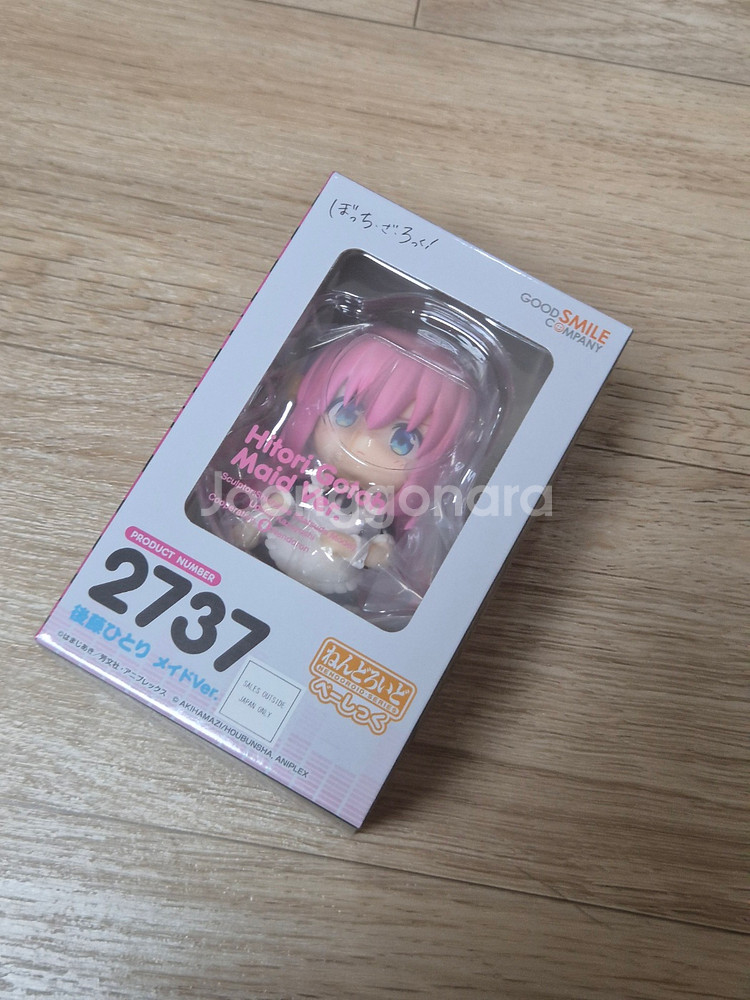 ぼっち・ざ・ろっく!
GOOD SMILE
COMPANY
Hitori Gotoh
Maid Ver.
Joonggonara
PRODUCT NUMBER
2737
後藤ひとり メイドVer.
©はまじあき/芳文社・アニプレックス © AKIHAMAZI/HOUBUNSHA, ANIPLEX
SALES OUTSIDE
JAPAN ONLY
ねんどろいど
NENDOROID SERIES
べーしっく